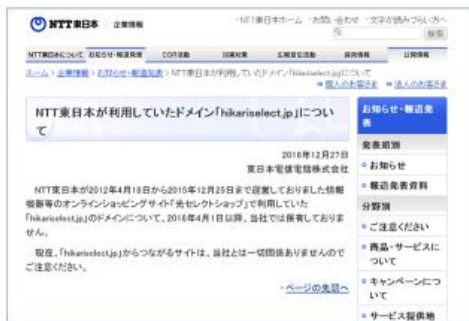 NTT東日本 企業情報
NTT東日本ホーム ・お問い合わせ ・文字が読みづらい方へ
検索
NTT東日本について お知らせ・報道発表 CSR活動 採用情報 公開情報
ホーム > 企業情報 > お知らせ・報道発表 > NTT東日本が利用していたドメイン「hikariselect.jp」について
個人のお客さま 法人のお客さま
NTT東日本が利用していたドメイン「hikariselect.jp」につい
て
2016年12月27日
東日本電信電話株式会社
NTT東日本が2012年4月18日から2015年12月25日まで運営しておりました情報
機器等のオンラインショッピングサイト「光セレクトショップ」で利用していた
「hikariselect.jp」のドメインについて、2016年4月1日以降、当社では保有しておりま
せん。
現在、「hikariselect.jp」からつながるサイトは、当社とは一切関係ありませんので
ご注意ください。
ページの先頭へ
お知らせ・報道発
表
発表組別
お知らせ
報道発表資料
分野別
ご注意ください
商品・サービスに
ついて
キャンペーンにつ
いて
サービス提供地